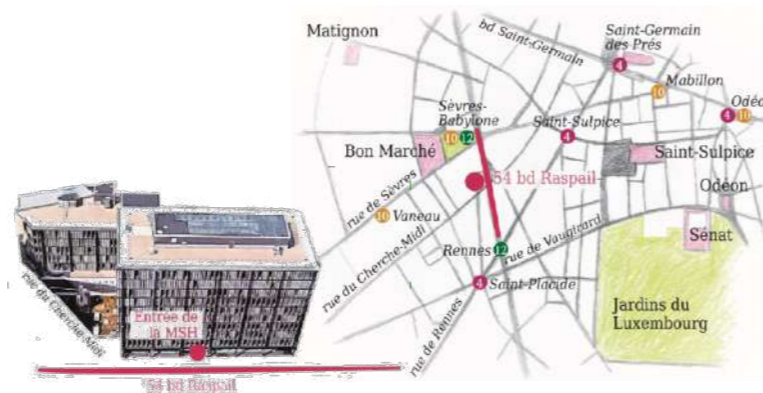 Matignon
bd Saint-Germain
Saint-Germain
des Prés
4
10
Mabillon
4
10
Odéo
Sèvres-
Babylone
10
12
Saint-Sulpice
4
Bon Marché
Saint-Sulpice
54 bd Raspail
rue de Sèvres
Odéon
10
Vaneau
Sénat
Rennes
12
rue de Vaugirard
rue du Cherche-Midi
4
Saint-Placide
Jardins du
Luxembourg
rue de Rennes
rue du Cherche-Midi
Entrée de
la MSH
54 bd Raspail